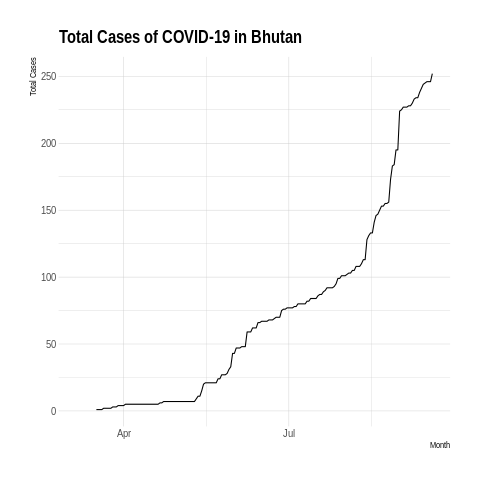 Total Cases of COVID-19 in Bhutan
Total Cases
250
200
150
100
50
0
Apr
Jul
Month